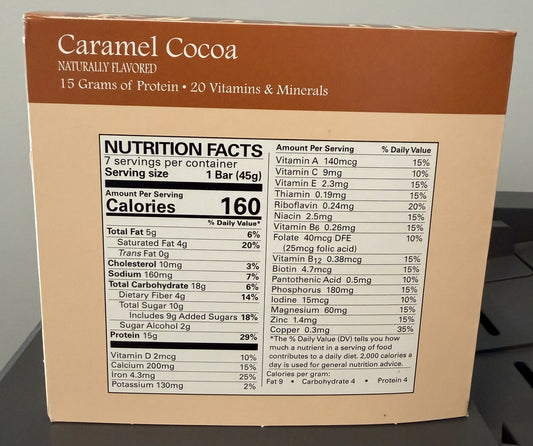 Caramel Cocoa
NATURALLY FLAVORED
15 Grams of Protein • 20 Vitamins & Minerals
NUTRITION FACTS
7 servings per container
Serving size 1 Bar (45g)
Amount Per Serving
Calories 160
% Daily Value*
Total Fat 5g 6%
Saturated Fat 4g 20%
Trans Fat 0g
Cholesterol 10mg 3%
Sodium 160mg 7%
Total Carbohydrate 18g 6%
Dietary Fiber 4g 14%
Total Sugar 10g
Includes 9g Added Sugars 18%
Sugar Alcohol 2g
Protein 15g 29%
Vitamin D 2mcg 10%
Calcium 200mg 15%
Iron 4.3mg 25%
Potassium 130mg 2%
Amount Per Serving % Daily Value
Vitamin A 140mcg 15%
Vitamin C 9mg 10%
Vitamin E 2.3mg 15%
Thiamin 0.19mg 15%
Riboflavin 0.24mg 20%
Niacin 2.5mg 15%
Vitamin B6 0.26mg 15%
Folate 40mcg DFE 10%
(25mcg folic acid)
Vitamin B12 0.38mcg 15%
Biotin 4.7mcg 15%
Pantothenic Acid 0.5mg 10%
Phosphorus 180mg 15%
Iodine 15mcg 10%
Magnesium 60mg 15%
Zinc 1.4mg 15%
Copper 0.3mg 35%
*The % Daily Value (DV) tells you how
much a nutrient in a serving of food
contributes to a daily diet. 2,000 calories a
day is used for general nutrition advice.
Calories per gram:
Fat 9 • Carbohydrate 4 • Protein 4